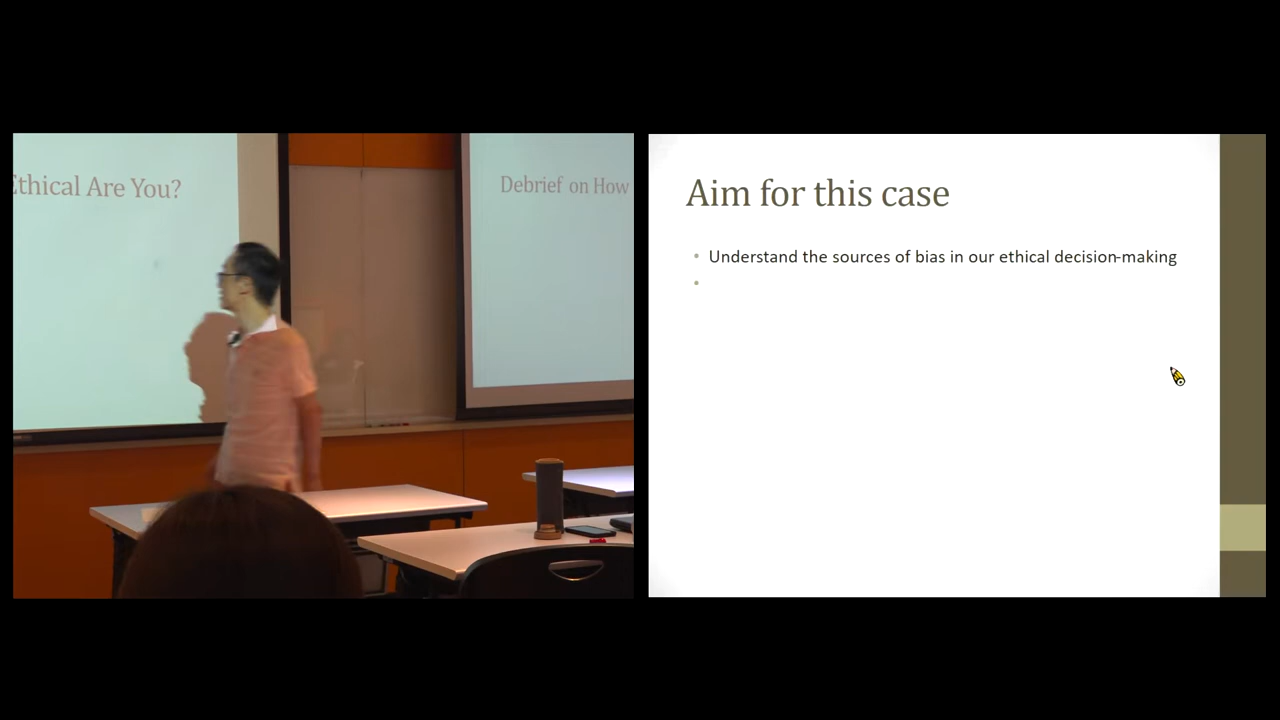 Ethical Are You?
Debrief on How
Aim for this case
• Understand the sources of bias in our ethical decision-making
•